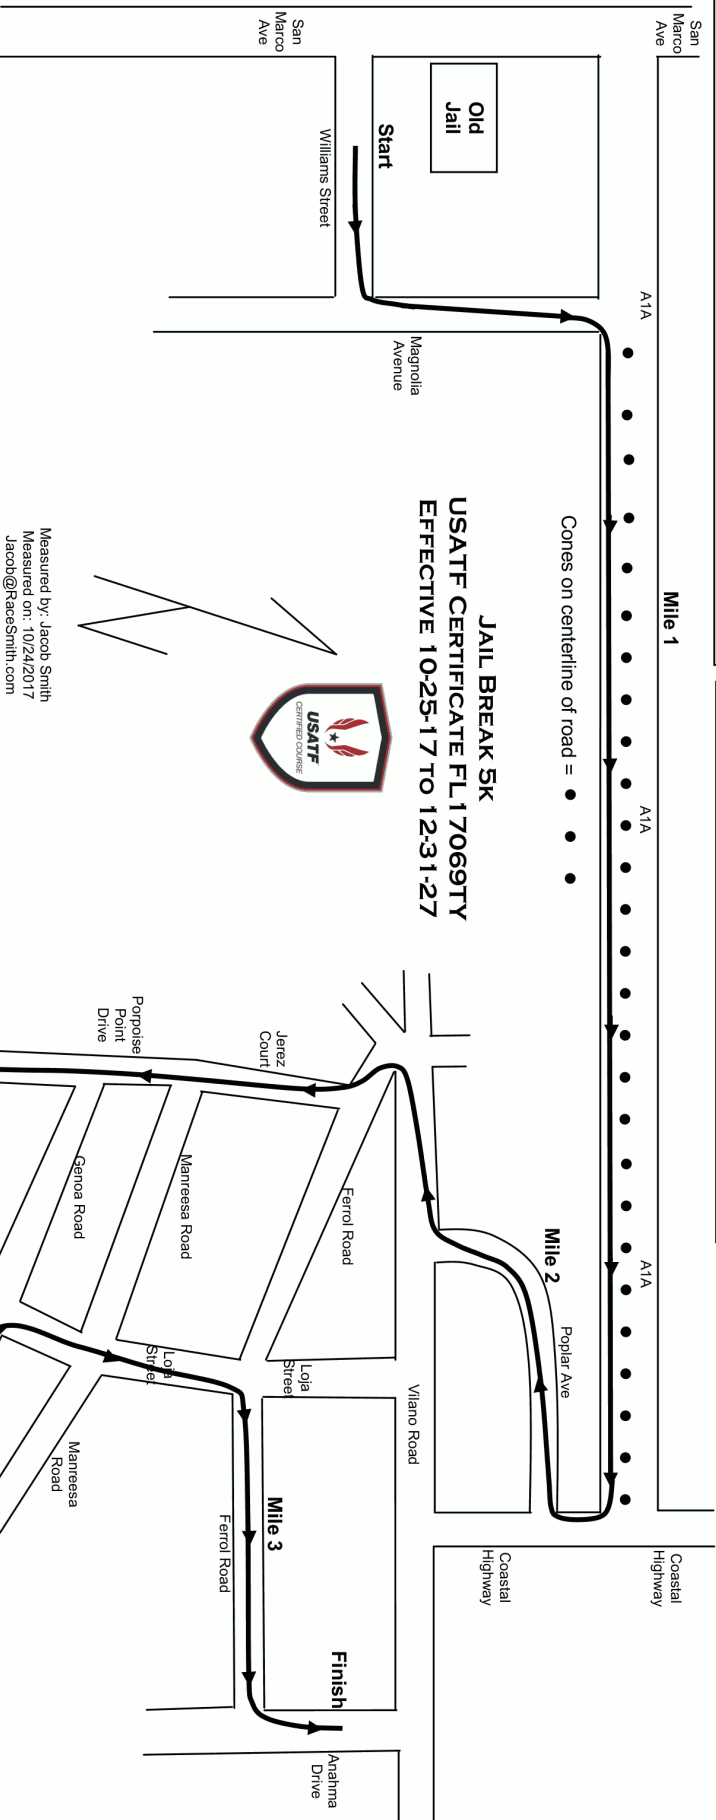 San
Marco
Ave
San
Marco
Ave
Old
Jail
Start
Williams Street
A1A
Magnolia
Avenue
Mile 1
Cones on centerline of road =
A1A
Jail Break 5k
USATF Certificate FL17069TY
Effective 10-25-17 to 12-31-27
USATF
CERTIFIED COURSE
Measured by: Jacob Smith
Measured on: 10/24/2017
Jacob@RaceSmith.com
A1A
Mile 2
Poplar Ave
Jerez
Court
Porpoise
Point
Drive
Ferrol Road
Manreesa Road
Genoa Road
Loja
Street
Loja
Street
Vilano Road
Manreesa
Road
Mile 3
Ferrol Road
Coastal
Highway
Coastal
Highway
Finish
Anahma
Drive